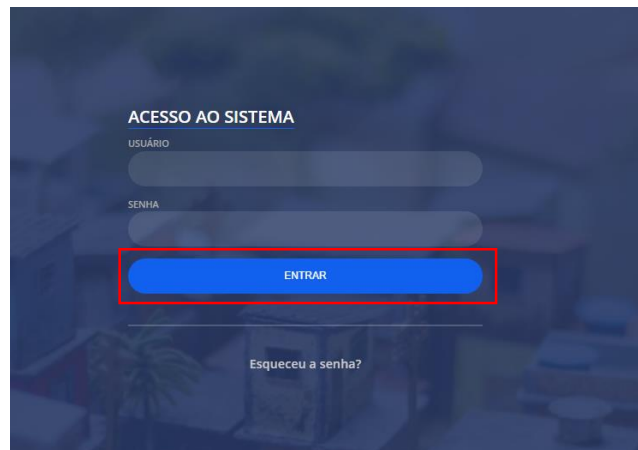 ACESSO AO SISTEMA
USUÁRIO
SENHA
ENTRAR
Esqueceu a senha?